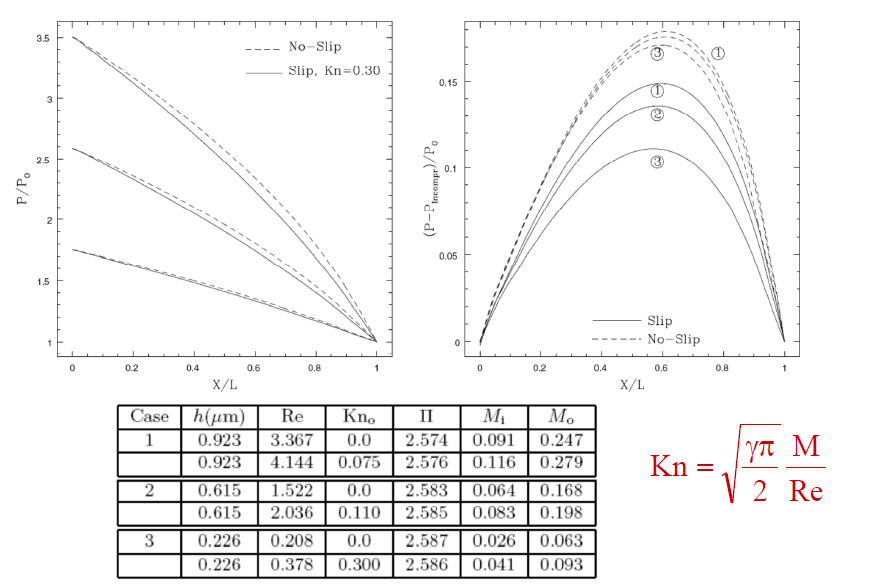 3.5
3
2.5
2
1.5
1
P/P₀
No−Slip
Slip, Kn=0.30
0 0.2 0.4 0.6 0.8 1
X/L
0.15
0.1
0.05
0
(P−P_Incompr)/P₀
③ ①
①
②
③
Slip
No−Slip
0 0.2 0.4 0.6 0.8 1
X/L
Case h(μm) Re Knₒ Π Mᵢ Mₒ
1 0.923 3.367 0.0 2.574 0.091 0.247
0.923 4.144 0.075 2.576 0.116 0.279
2 0.615 1.522 0.0 2.583 0.064 0.168
0.615 2.036 0.110 2.585 0.083 0.198
3 0.226 0.208 0.0 2.587 0.026 0.063
0.226 0.378 0.300 2.586 0.041 0.093
Kn = √(γπ/2) M/Re